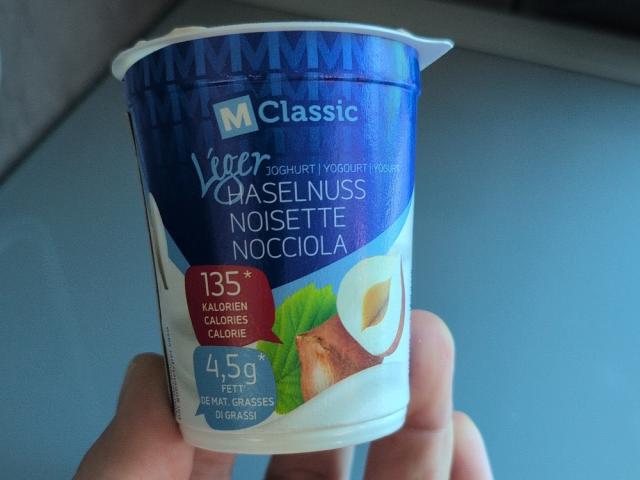 M Classic
Léger
JOGHURT | YOGOURT | YOGURT
HASELNUSS
NOISETTE
NOCCIOLA
135*
KALORIEN
CALORIES
CALORIE
4,5g*
FETT
DE MAT. GRASSES
DI GRASSI